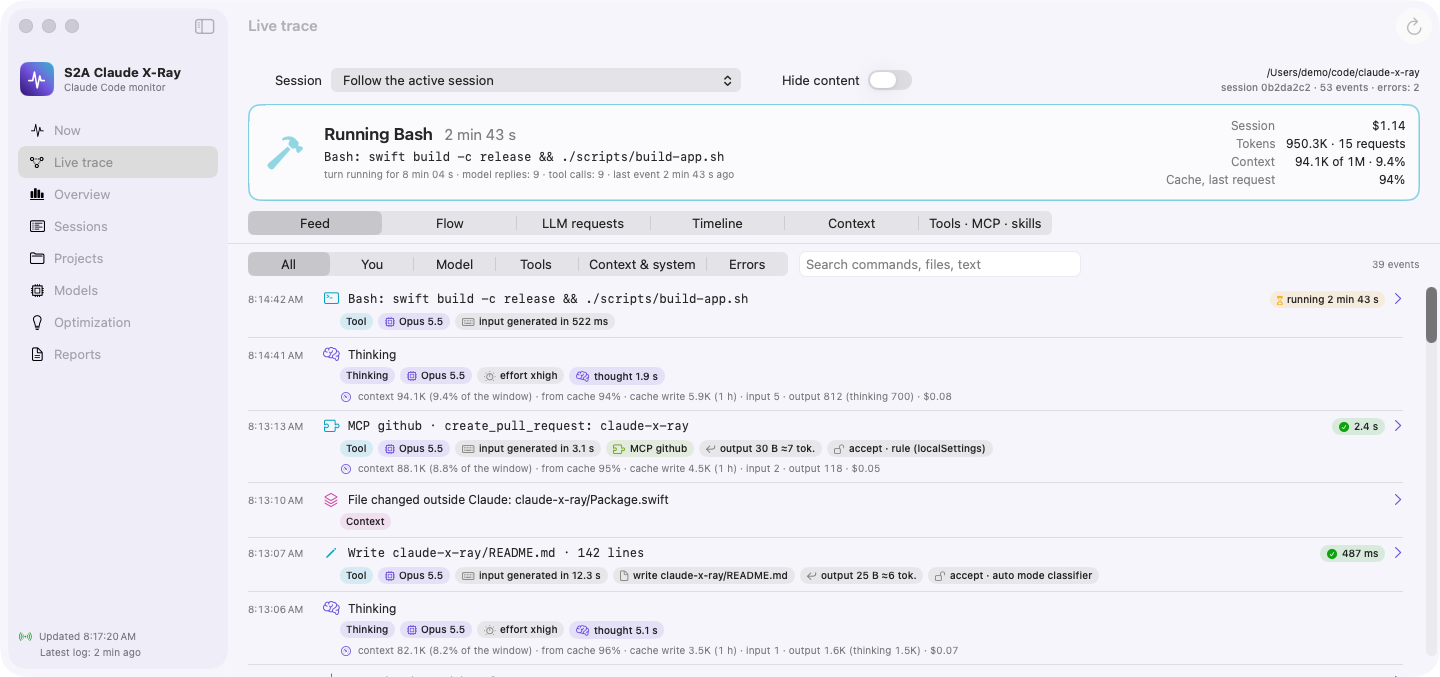 Live trace
S2A Claude X-Ray
Claude Code monitor
Now
Live trace
Overview
Sessions
Projects
Models
Optimization
Reports
Updated 8:17:20 AM
Latest log: 2 min ago
Session Follow the active session Hide content
/Users/demo/code/claude-x-ray
session 0b2da2c2 · 53 events · errors: 2
Running Bash 2 min 43 s
Bash: swift build -c release && ./scripts/build-app.sh
turn running for 8 min 04 s · model replies: 9 · tool calls: 9 · last event 2 min 43 s ago
Session $1.14
Tokens 950.3K · 15 requests
Context 94.1K of 1M · 9.4%
Cache, last request 94%
Feed Flow LLM requests Timeline Context Tools · MCP · skills
All You Model Tools Context & system Errors Search commands, files, text 39 events
8:14:42 AM Bash: swift build -c release && ./scripts/build-app.sh running 2 min 43 s
Tool Opus 5.5 input generated in 522 ms
8:14:41 AM Thinking
Thinking Opus 5.5 effort xhigh thought 1.9 s
context 94.1K (9.4% of the window) · from cache 94% · cache write 5.9K (1 h) · input 5 · output 812 (thinking 700) · $0.08
8:13:13 AM MCP github · create_pull_request: claude-x-ray 2.4 s
Tool Opus 5.5 input generated in 3.1 s MCP github output 30 B ≈7 tok. accept · rule (localSettings)
context 88.1K (8.8% of the window) · from cache 95% · cache write 4.5K (1 h) · input 2 · output 118 · $0.05
8:13:10 AM File changed outside Claude: claude-x-ray/Package.swift
Context
8:13:07 AM Write claude-x-ray/README.md · 142 lines 487 ms
Tool Opus 5.5 input generated in 12.3 s write claude-x-ray/README.md output 25 B ≈6 tok. accept · auto mode classifier
8:13:06 AM Thinking
Thinking Opus 5.5 effort xhigh thought 5.1 s
context 82.1K (8.2% of the window) · from cache 96% · cache write 3.5K (1 h) · input 1 · output 1.6K (thinking 1.5K) · $0.07